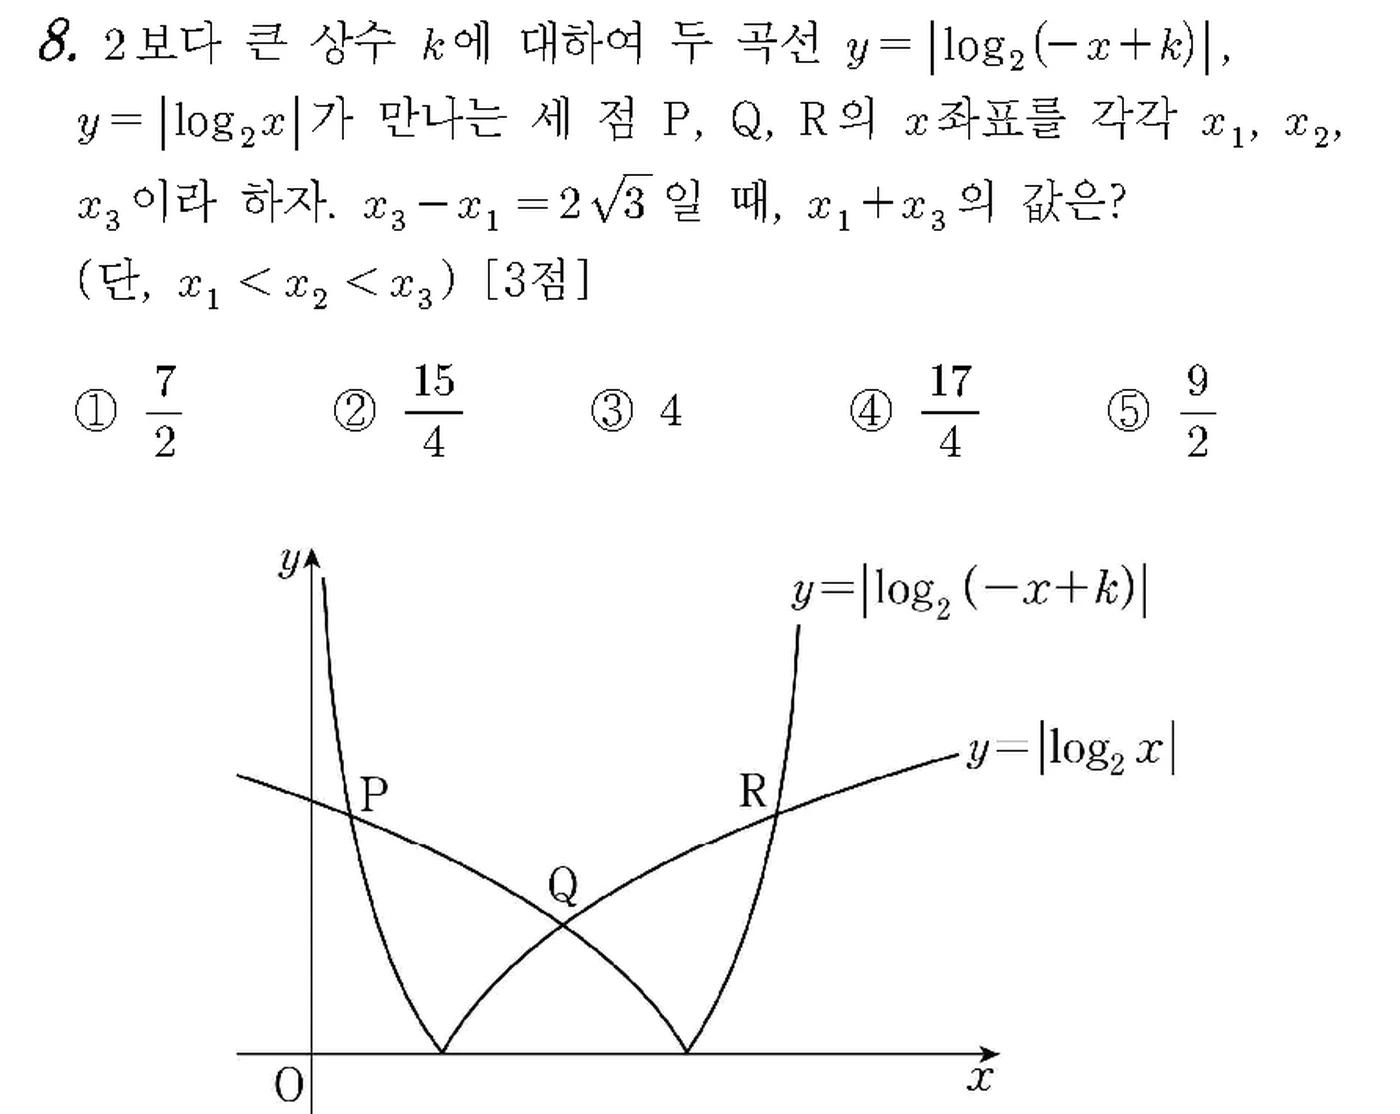 8. 2보다 큰 상수 k에 대하여 두 곡선 y=|log₂(−x+k)|,
y=|log₂x|가 만나는 세 점 P, Q, R의 x좌표를 각각 x₁, x₂,
x₃이라 하자. x₃−x₁=2√3 일 때, x₁+x₃의 값은?
(단, x₁<x₂<x₃) [3점]
① 7/2 ② 15/4 ③ 4 ④ 17/4 ⑤ 9/2
y
y=|log₂(−x+k)|
y=|log₂x|
P
R
Q
O
x